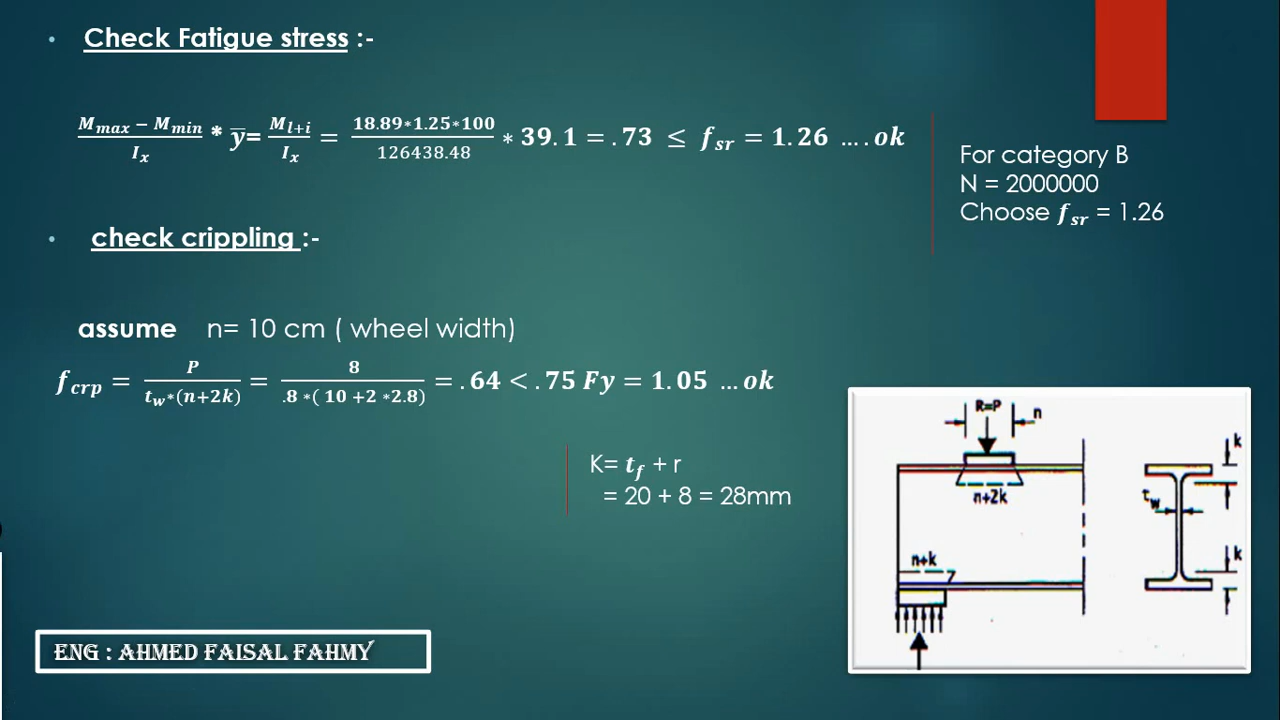 • Check Fatigue stress :-
M_max − M_min / I_x * y̅= M_l+i / I_x = 18.89*1.25*100 / 126438.48 * 39.1 = .73 ≤ f_sr = 1.26 ....ok
For category B
N = 2000000
Choose f_sr = 1.26
• check crippling :-
assume n= 10 cm ( wheel width)
f_crp = P / t_w*(n+2k) = 8 / .8 *( 10 +2 *2.8) = .64 < .75 Fy = 1.05 ...ok
K= t_f + r
= 20 + 8 = 28mm
R=P
n
n+2k
n+k
k
t_w
k
ENG : AHMED FAISAL FAHMY